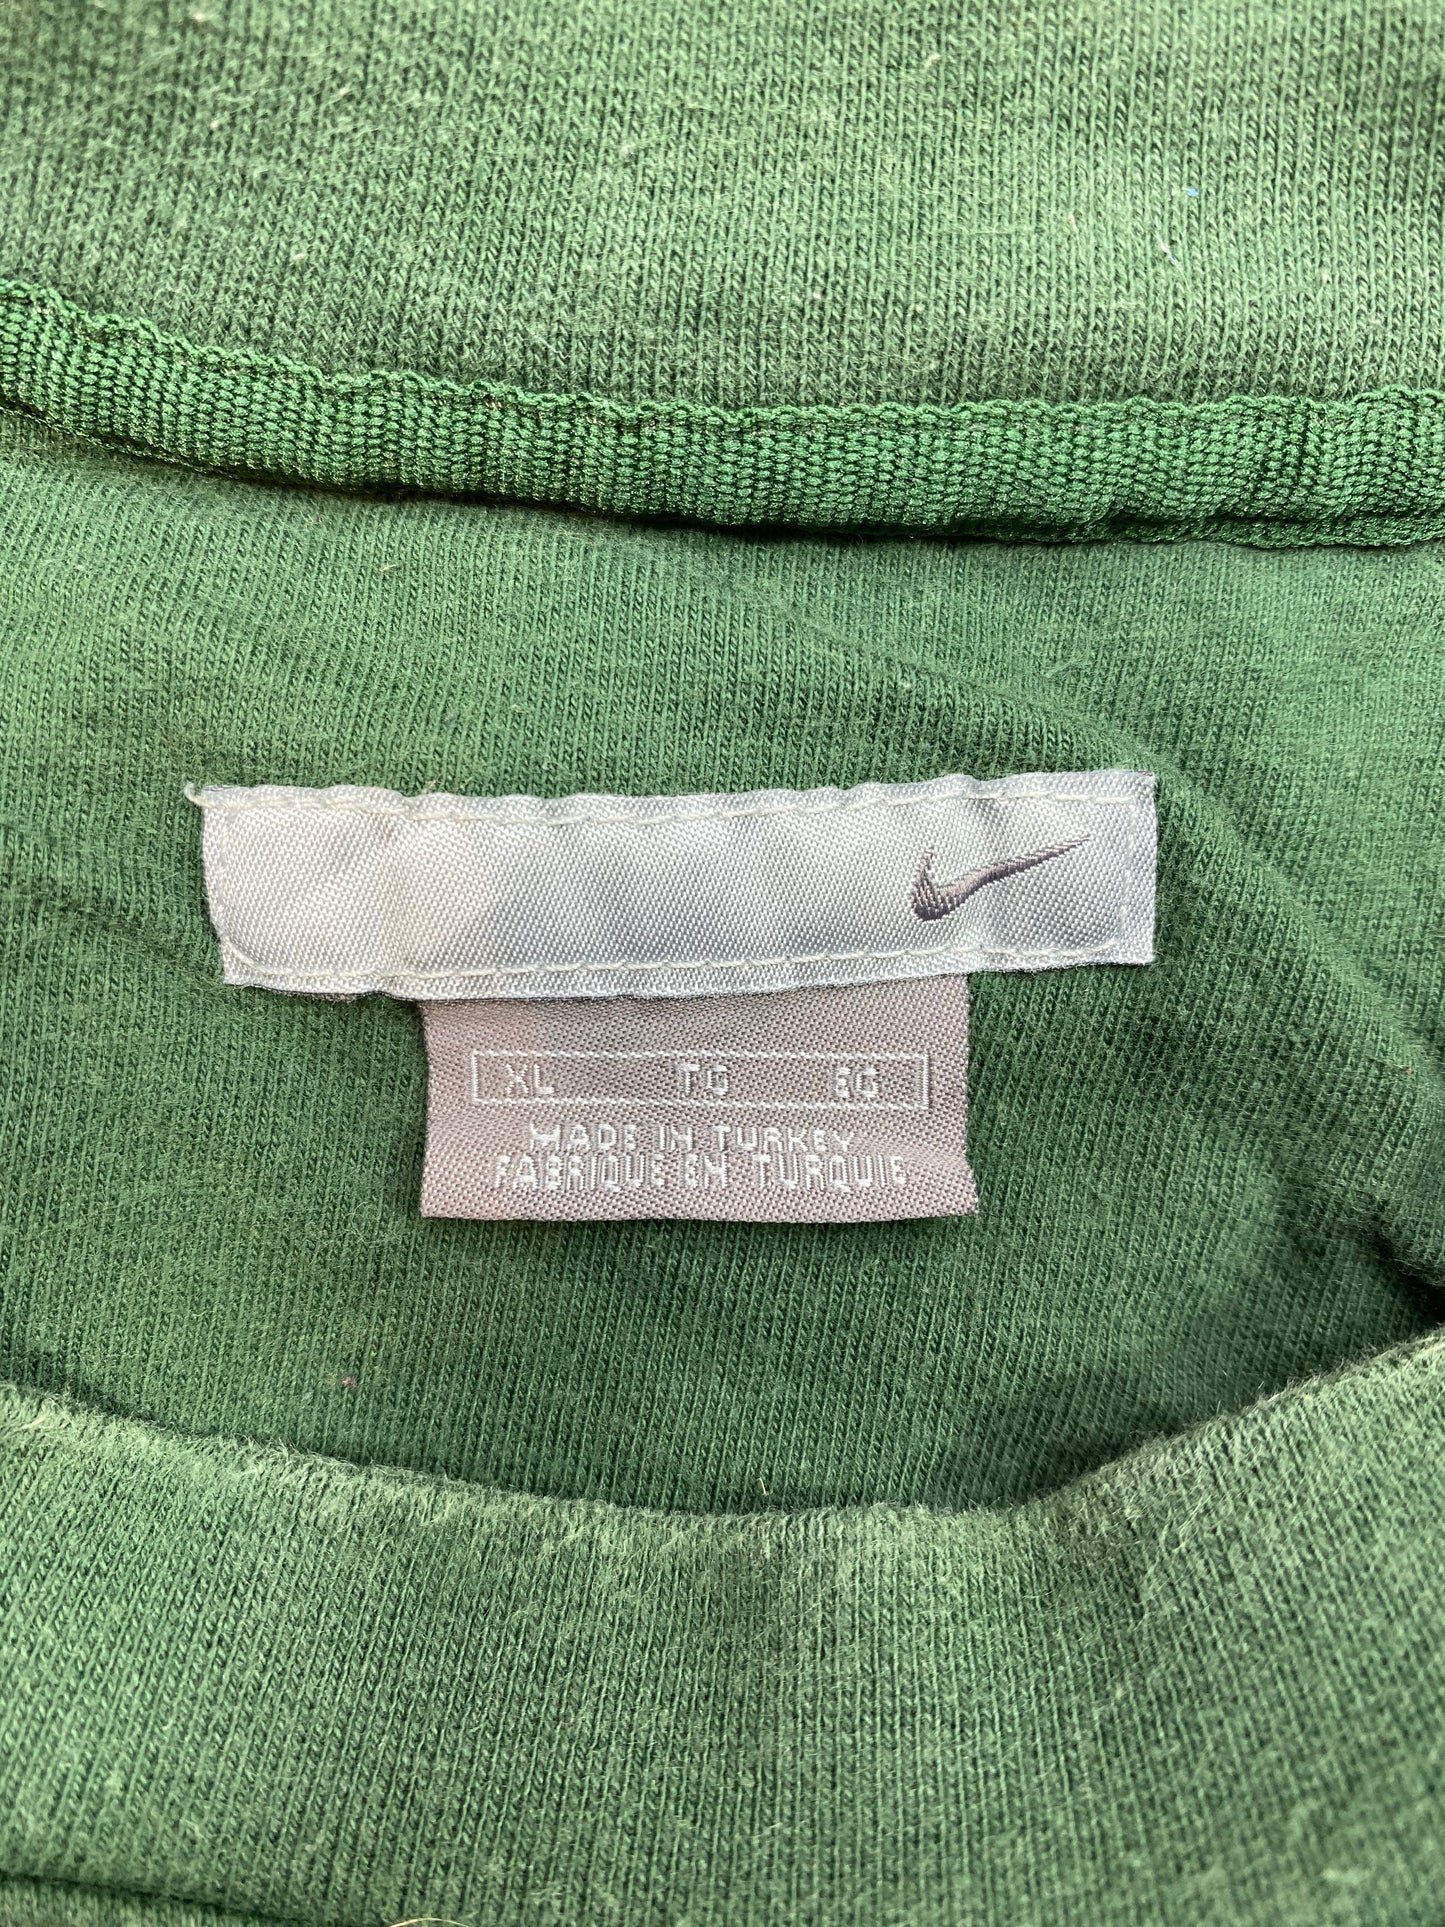 XL TG EG
MADE IN TURKEY
FABRIQUE EN TURQUIE